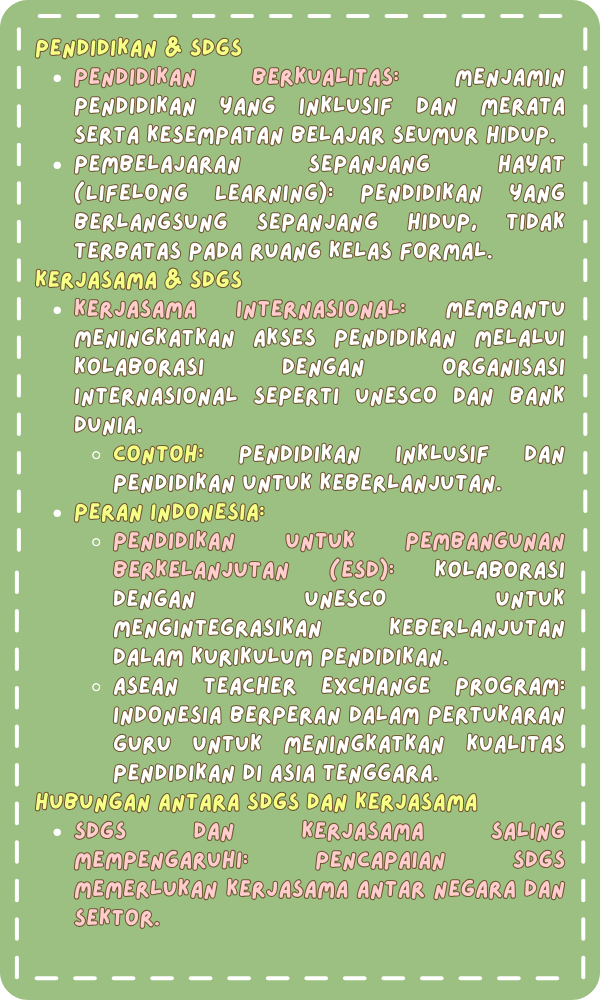 PENDIDIKAN & SDGS
• PENDIDIKAN BERKUALITAS: MENJAMIN
PENDIDIKAN YANG INKLUSIF DAN MERATA
SERTA KESEMPATAN BELAJAR SEUMUR HIDUP.
• PEMBELAJARAN SEPANJANG HAYAT
(LIFELONG LEARNING): PENDIDIKAN YANG
BERLANGSUNG SEPANJANG HIDUP, TIDAK
TERBATAS PADA RUANG KELAS FORMAL.
KERJASAMA & SDGS
• KERJASAMA INTERNASIONAL: MEMBANTU
MENINGKATKAN AKSES PENDIDIKAN MELALUI
KOLABORASI DENGAN ORGANISASI
INTERNASIONAL SEPERTI UNESCO DAN BANK
DUNIA.
◦ CONTOH: PENDIDIKAN INKLUSIF DAN
PENDIDIKAN UNTUK KEBERLANJUTAN.
• PERAN INDONESIA:
◦ PENDIDIKAN UNTUK PEMBANGUNAN
BERKELANJUTAN (ESD): KOLABORASI
DENGAN UNESCO UNTUK
MENGINTEGRASIKAN KEBERLANJUTAN
DALAM KURIKULUM PENDIDIKAN.
◦ ASEAN TEACHER EXCHANGE PROGRAM:
INDONESIA BERPERAN DALAM PERTUKARAN
GURU UNTUK MENINGKATKAN KUALITAS
PENDIDIKAN DI ASIA TENGGARA.
HUBUNGAN ANTARA SDGS DAN KERJASAMA
• SDGS DAN KERJASAMA SALING
MEMPENGARUHI: PENCAPAIAN SDGS
MEMERLUKAN KERJASAMA ANTAR NEGARA DAN
SEKTOR.